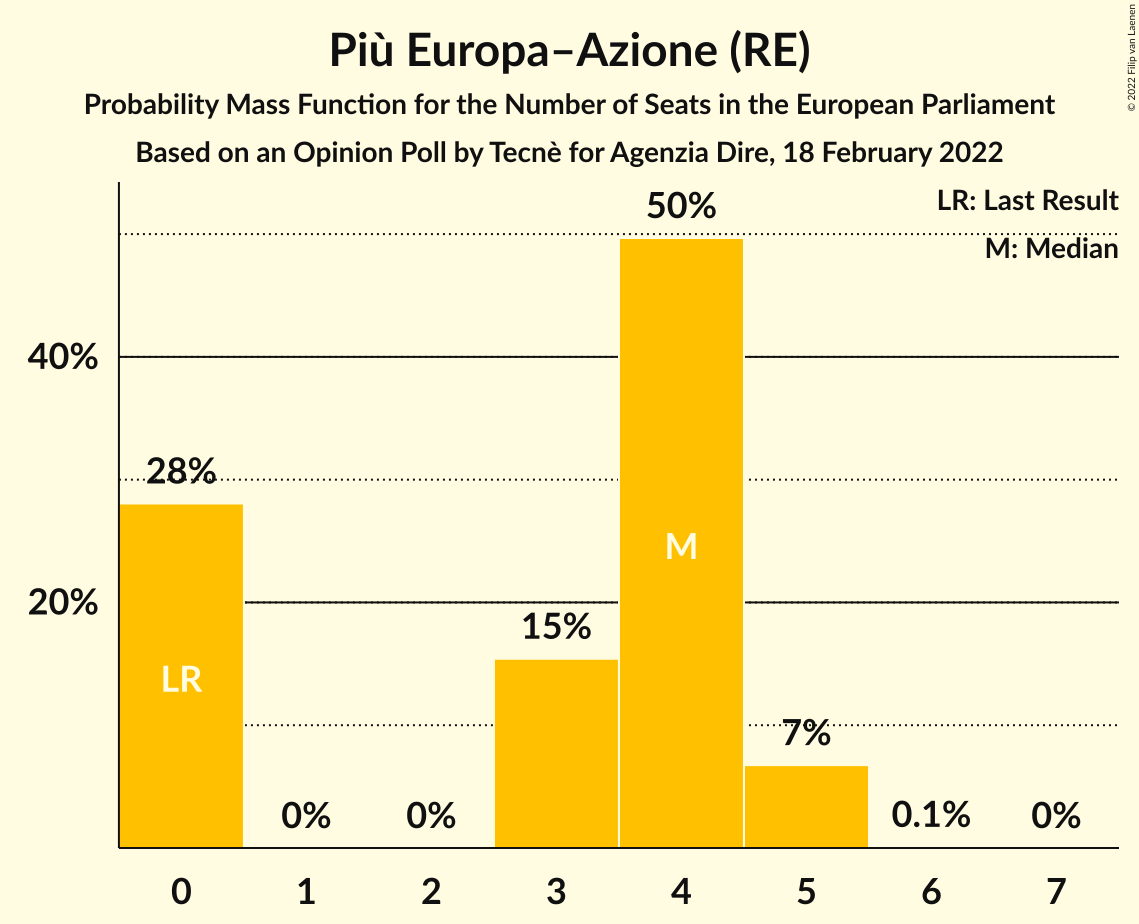 Più Europa–Azione (RE)
Probability Mass Function for the Number of Seats in the European Parliament
Based on an Opinion Poll by Tecnè for Agenzia Dire, 18 February 2022
© 2022 Filip van Laenen
LR: Last Result
M: Median
50%
40%
28%
M
20%
15%
LR
7%
0%
0%
0.1%
0%
0
1
2
3
4
5
6
7